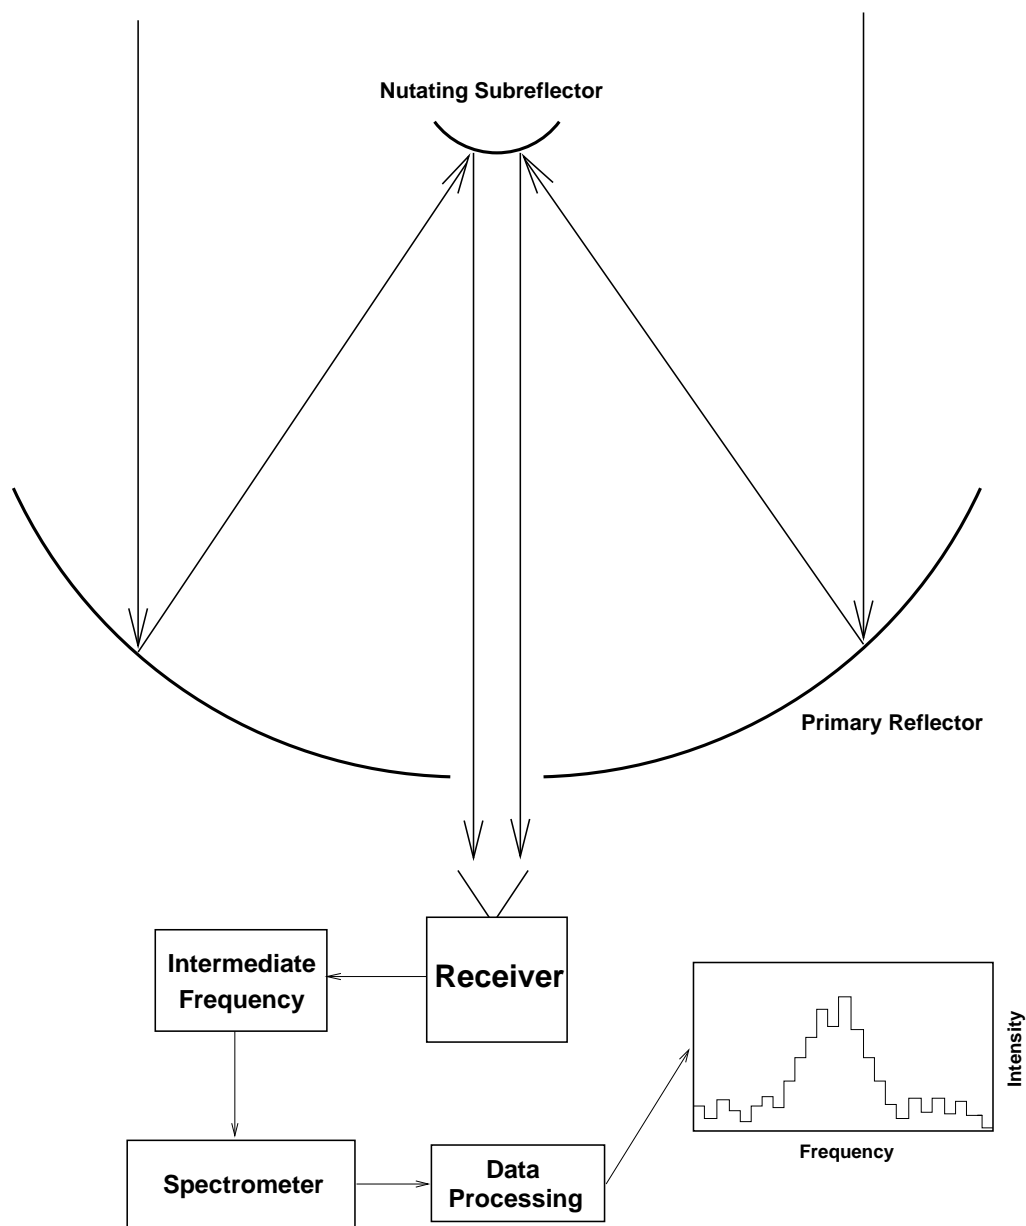 Nutating Subreflector
Primary Reflector
Receiver
Intermediate
Frequency
Spectrometer
Data
Processing
Intensity
Frequency